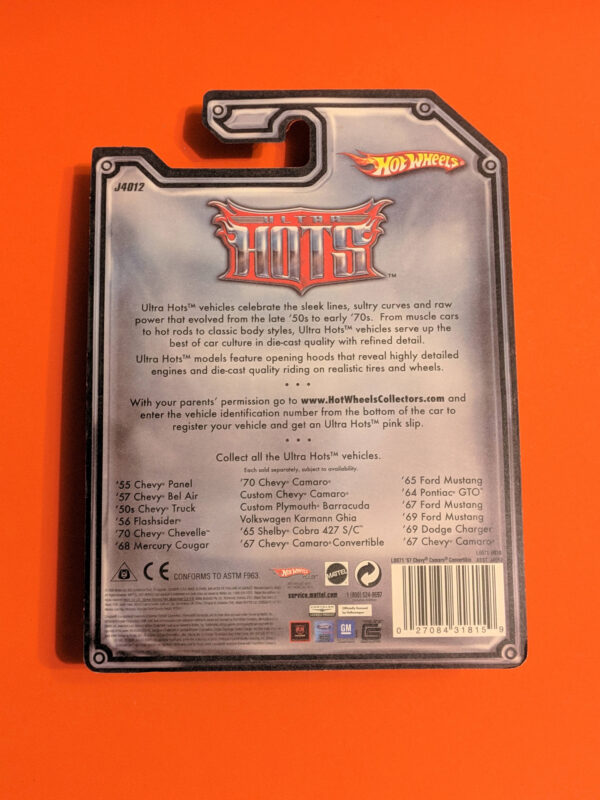 J4012
HOT WHEELS
ULTRA
HOTS™
Ultra Hots™ vehicles celebrate the sleek lines, sultry curves and raw
power that evolved from the late '50s to early '70s. From muscle cars
to hot rods to classic body styles, Ultra Hots™ vehicles serve up the
best of car culture in die-cast quality with refined detail.
Ultra Hots™ models feature opening hoods that reveal highly detailed
engines and die-cast quality riding on realistic tires and wheels.
• • •
With your parents' permission go to www.HotWheelsCollectors.com and
enter the vehicle identification number from the bottom of the car to
register your vehicle and get an Ultra Hots™ pink slip.
• • •
Collect all the Ultra Hots™ vehicles.
Each sold separately, subject to availability.
'55 Chevy® Panel
'57 Chevy® Bel Air
'50s Chevy® Truck
'56 Flashsider®
'70 Chevy® Chevelle™
'68 Mercury Cougar
'70 Chevy® Camaro®
Custom Chevy® Camaro®
Custom Plymouth® Barracuda
Volkswagen Karmann Ghia
'65 Shelby® Cobra 427 S/C™
'67 Chevy® Camaro® Convertible
'65 Ford Mustang
'64 Pontiac® GTO®
'67 Ford Mustang
'69 Ford Mustang
'69 Dodge Charger
'67 Chevy® Camaro®
CE CONFORMS TO ASTM F963.
Hot Wheels
MATTEL
service.mattel.com
1 (800) 524-8697
GM
0 27084 31815 9